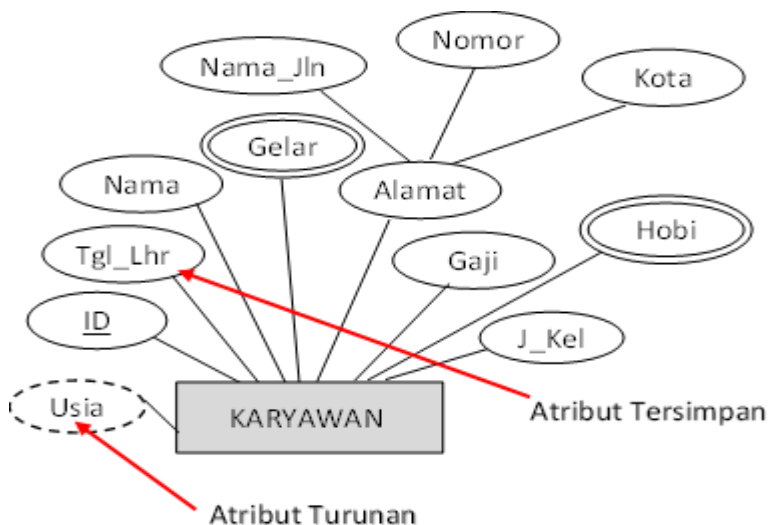 Nomor
Nama_Jln
Kota
Gelar
Nama
Alamat
Hobi
Tgl_Lhr
Gaji
ID
J_Kel
Usia
KARYAWAN
Atribut Tersimpan
Atribut Turunan